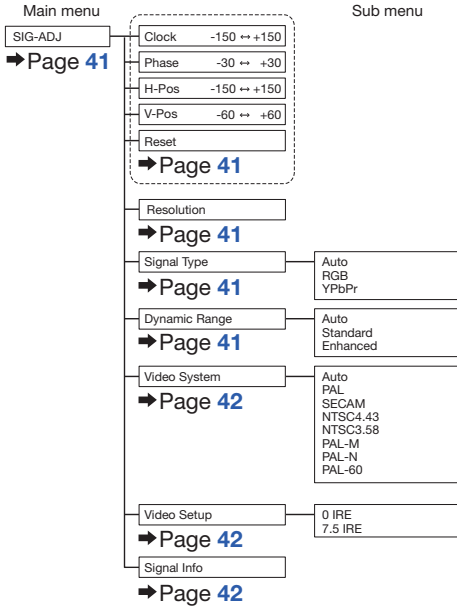 Main menu
Sub menu
SIG-ADJ
➡Page 41
Clock -150 ↔ +150
Phase -30 ↔ +30
H-Pos -150 ↔ +150
V-Pos -60 ↔ +60
Reset
➡Page 41
Resolution
➡Page 41
Signal Type
➡Page 41
Auto
RGB
YPbPr
Dynamic Range
➡Page 41
Auto
Standard
Enhanced
Video System
➡Page 42
Auto
PAL
SECAM
NTSC4.43
NTSC3.58
PAL-M
PAL-N
PAL-60
Video Setup
➡Page 42
0 IRE
7.5 IRE
Signal Info
➡Page 42